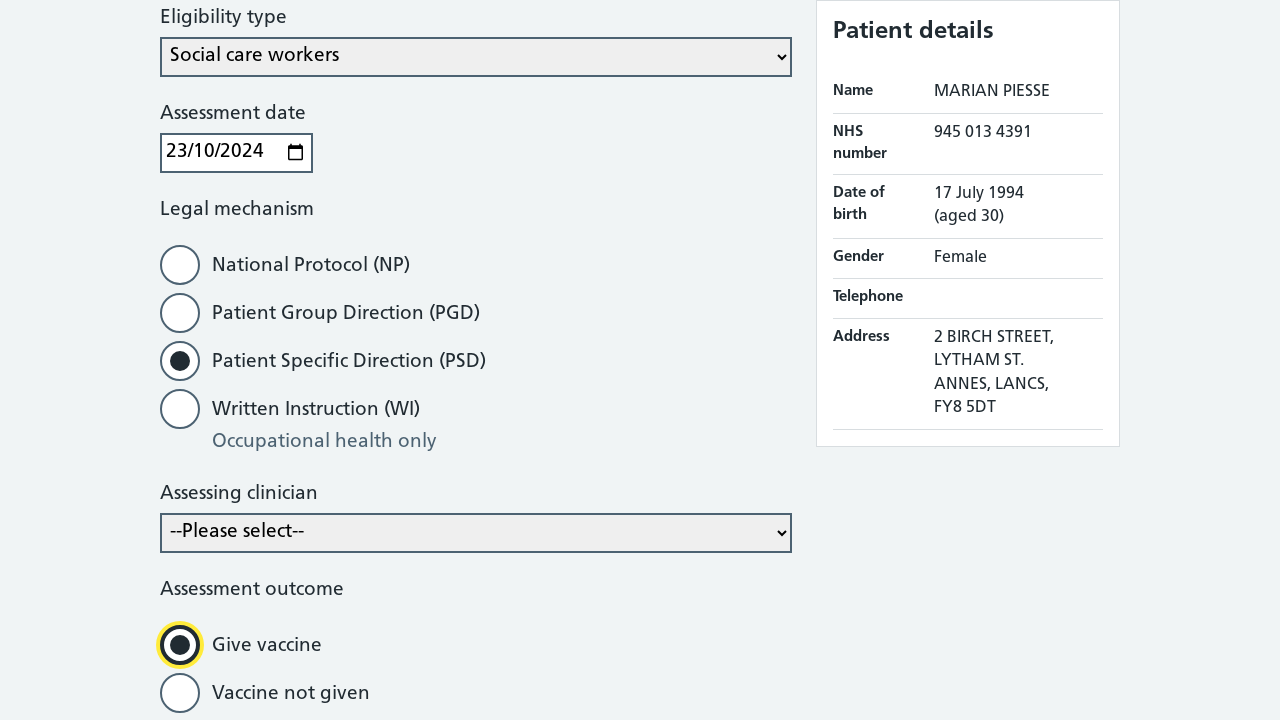 Eligibility type
Social care workers
Assessment date
23/10/2024
Legal mechanism
National Protocol (NP)
Patient Group Direction (PGD)
Patient Specific Direction (PSD)
Written Instruction (WI)
Occupational health only
Assessing clinician
--Please select--
Assessment outcome
Give vaccine
Vaccine not given
Patient details
Name MARIAN PIESSE
NHS number 945 013 4391
Date of birth 17 July 1994
(aged 30)
Gender Female
Telephone
Address 2 BIRCH STREET,
LYTHAM ST.
ANNES, LANCS,
FY8 5DT